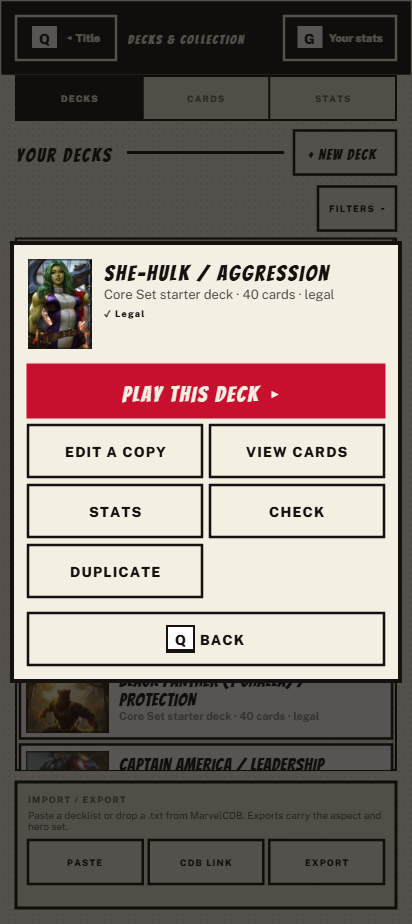 Q ◂ Title
DECKS & COLLECTION
G Your stats
DECKS
CARDS
STATS
YOUR DECKS
+ NEW DECK
FILTERS -
SHE-HULK / AGGRESSION
Core Set starter deck · 40 cards · legal
✓ Legal
PLAY THIS DECK ▸
EDIT A COPY
VIEW CARDS
STATS
CHECK
DUPLICATE
Q BACK
PROTECTION
Core Set starter deck · 40 cards · legal
CAPTAIN AMERICA / LEADERSHIP
IMPORT / EXPORT
Paste a decklist or drop a .txt from MarvelCDB. Exports carry the aspect and
hero set.
PASTE
CDB LINK
EXPORT